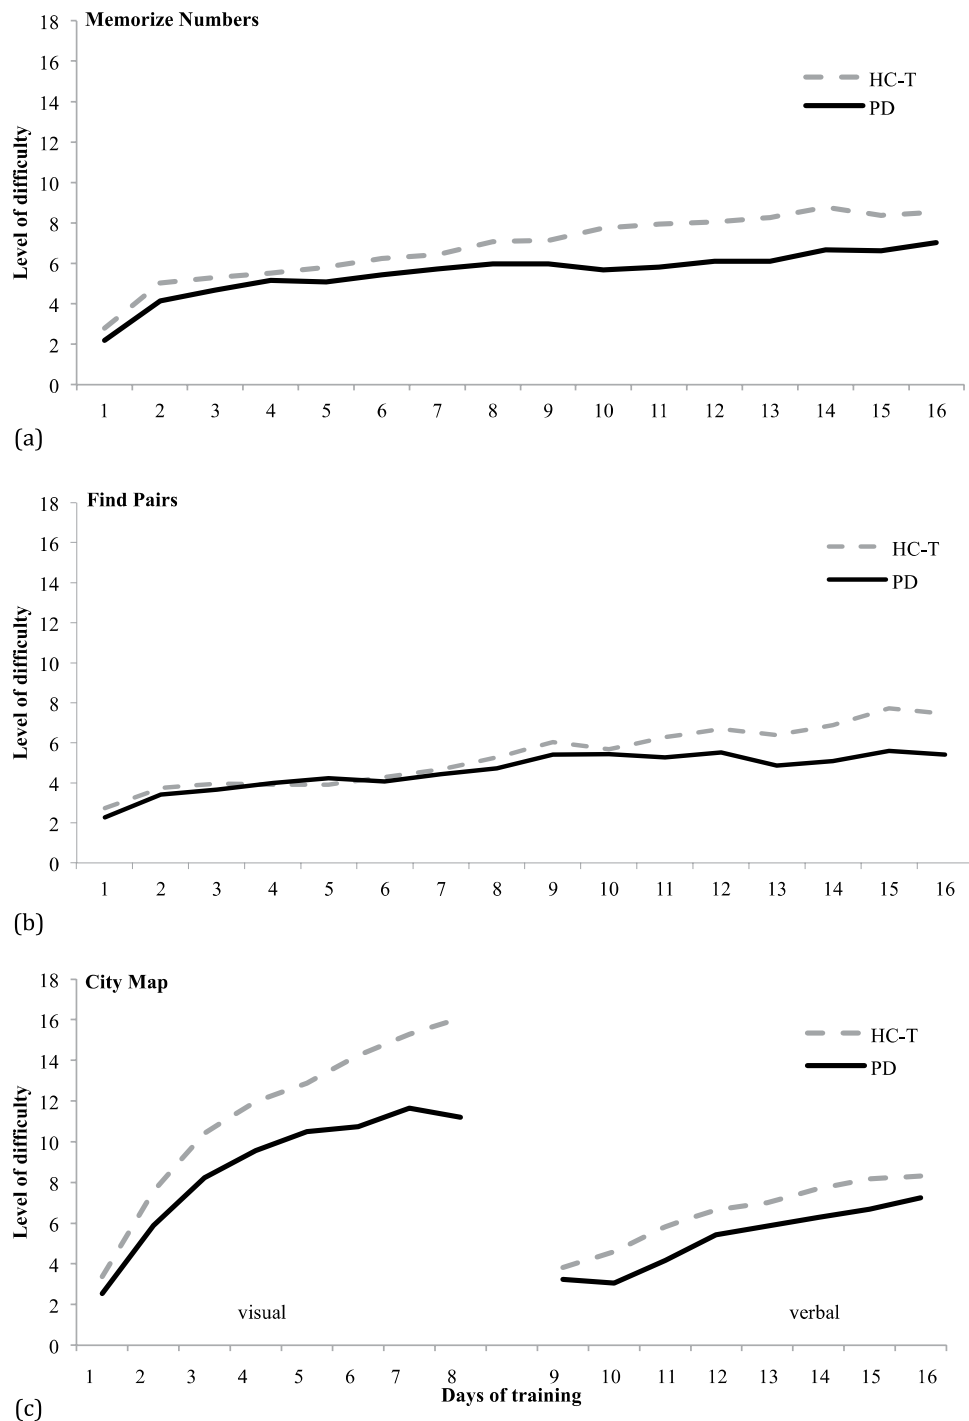 Memorize Numbers
18
16
14
12
10
8
6
4
2
0
Level of difficulty
HC-T
PD
1 2 3 4 5 6 7 8 9 10 11 12 13 14 15 16
(a)
Find Pairs
18
16
14
12
10
8
6
4
2
0
Level of difficulty
HC-T
PD
1 2 3 4 5 6 7 8 9 10 11 12 13 14 15 16
(b)
City Map
18
16
14
12
10
8
6
4
2
0
Level of difficulty
HC-T
PD
visual verbal
1 2 3 4 5 6 7 8 9 10 11 12 13 14 15 16
Days of training
(c)